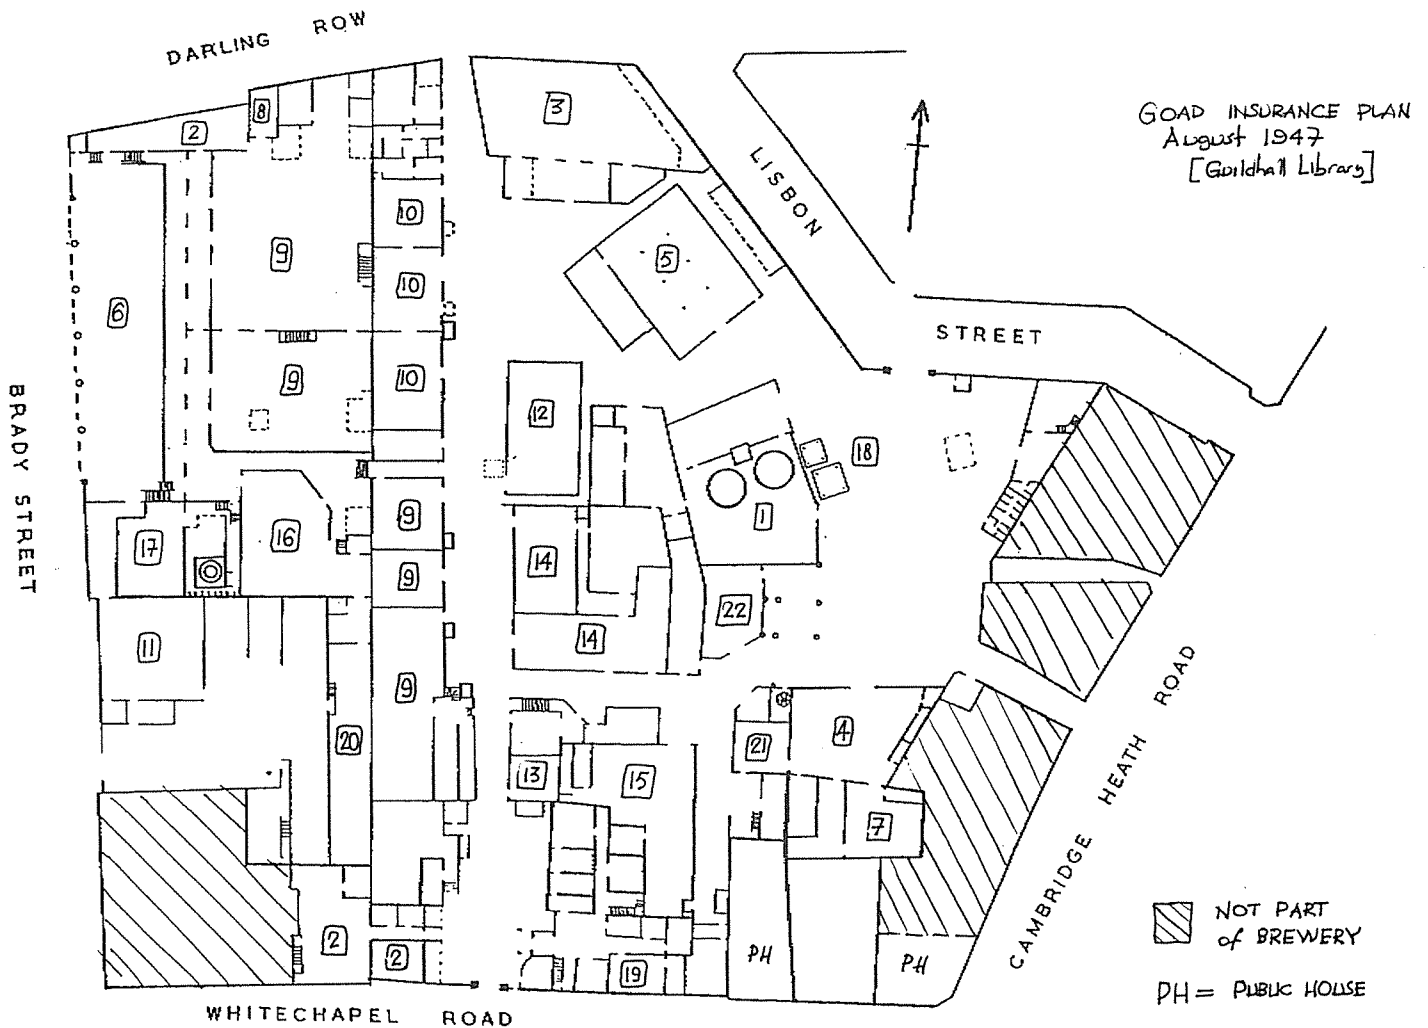 DARLING ROW
GOAD INSURANCE PLAN
August 1947
[Guildhall Library]
LISBON
STREET
BRADY STREET
CAMBRIDGE HEATH ROAD
WHITECHAPEL ROAD
8
2
3
10
9
5
6
10
9
10
12
18
9
1
17
16
14
9
22
14
11
9
20
21
4
13
15
7
2
2
19
PH
PH
NOT PART
of BREWERY
PH = PUBLIC HOUSE